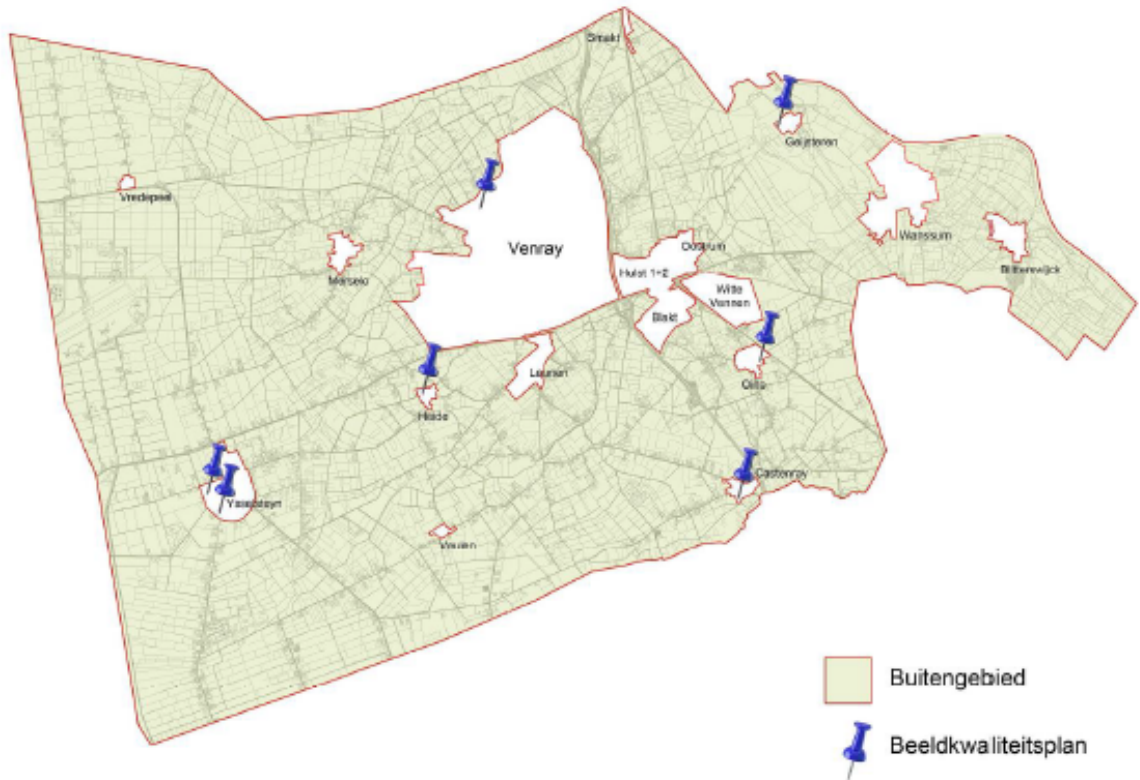 Smakt
Geijsteren
Vredepeel
Wanssum
Venray
Oostrum
Merselo
Blitterswijck
Hulst 1+2
Witte
Vennen
Blakt
Leunen
Oirlo
Heide
Castenray
Ysselsteyn
Veulen
Buitengebied
Beeldkwaliteitsplan